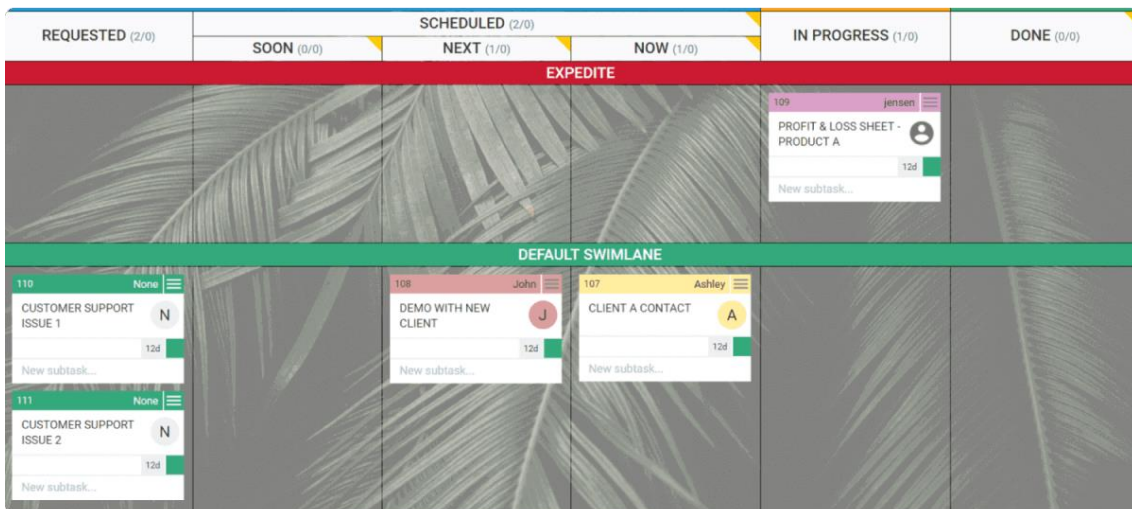 REQUESTED (2/0)
SCHEDULED (2/0)
SOON (0/0)
NEXT (1/0)
NOW (1/0)
IN PROGRESS (1/0)
DONE (0/0)
EXPEDITE
109 jensen
PROFIT & LOSS SHEET -
PRODUCT A
12d
New subtask...
DEFAULT SWIMLANE
110 None
CUSTOMER SUPPORT
ISSUE 1
N
12d
New subtask...
111 None
CUSTOMER SUPPORT
ISSUE 2
N
12d
New subtask...
108 John
DEMO WITH NEW
CLIENT
J
12d
New subtask...
107 Ashley
CLIENT A CONTACT
A
12d
New subtask...